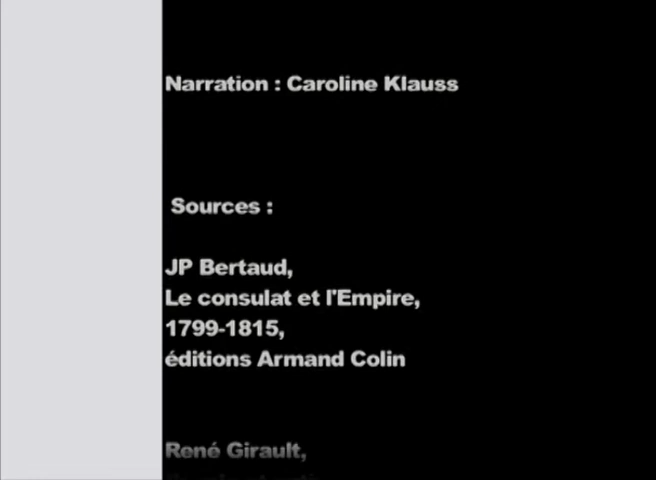 Narration : Caroline Klauss
Sources :
JP Bertaud,
Le consulat et l'Empire,
1799-1815,
éditions Armand Colin
René Girault,